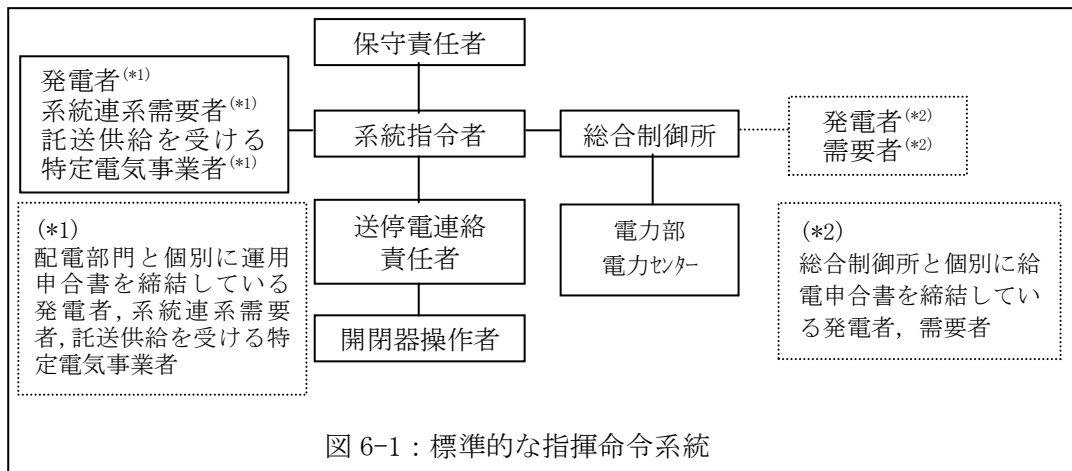 保守責任者
発電者(*1)
系統連系需要者(*1)
託送供給を受ける
特定電気事業者(*1)
系統指令者
総合制御所
発電者(*2)
需要者(*2)
(*1)
配電部門と個別に運用
申合書を締結している
発電者,系統連系需要
者,託送供給を受ける特
定電気事業者
送停電連絡
責任者
電力部
電力センター
(*2)
総合制御所と個別に給
電申合書を締結してい
る発電者，需要者
開閉器操作者
図 6-1：標準的な指揮命令系統